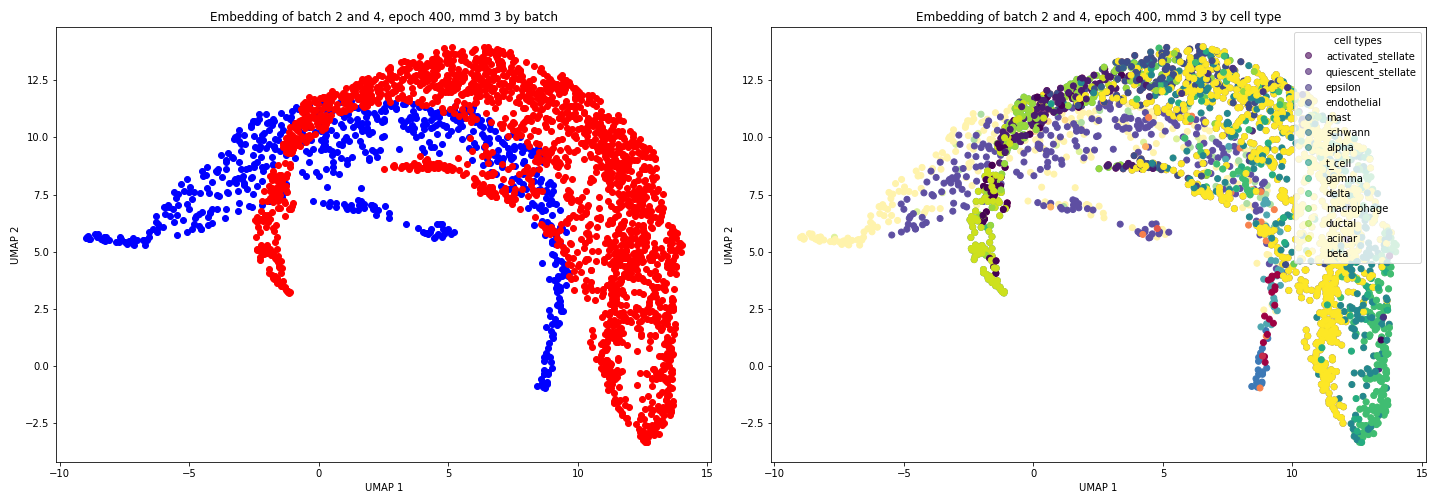 Embedding of batch 2 and 4, epoch 400, mmd 3 by batch
UMAP 2
12.5
10.0
7.5
5.0
2.5
0.0
−2.5
−10
−5
0
5
10
15
UMAP 1
Embedding of batch 2 and 4, epoch 400, mmd 3 by cell type
UMAP 2
12.5
10.0
7.5
5.0
2.5
0.0
−2.5
−10
−5
0
5
10
15
UMAP 1
cell types
activated_stellate
quiescent_stellate
epsilon
endothelial
mast
schwann
alpha
t_cell
gamma
delta
macrophage
ductal
acinar
beta